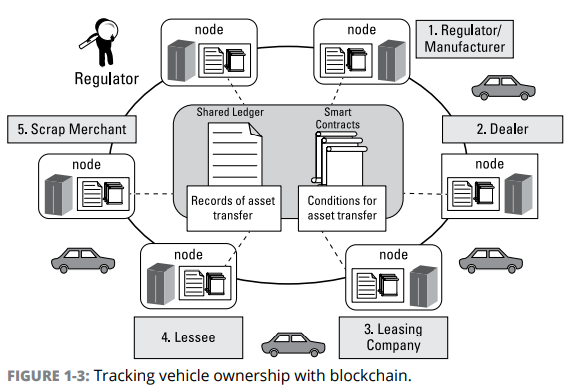 node
node
1. Regulator/
Manufacturer
Regulator
Shared Ledger
Smart
Contracts
5. Scrap Merchant
2. Dealer
node
node
Records of asset
transfer
Conditions for
asset transfer
node
node
4. Lessee
3. Leasing
Company
FIGURE 1-3: Tracking vehicle ownership with blockchain.